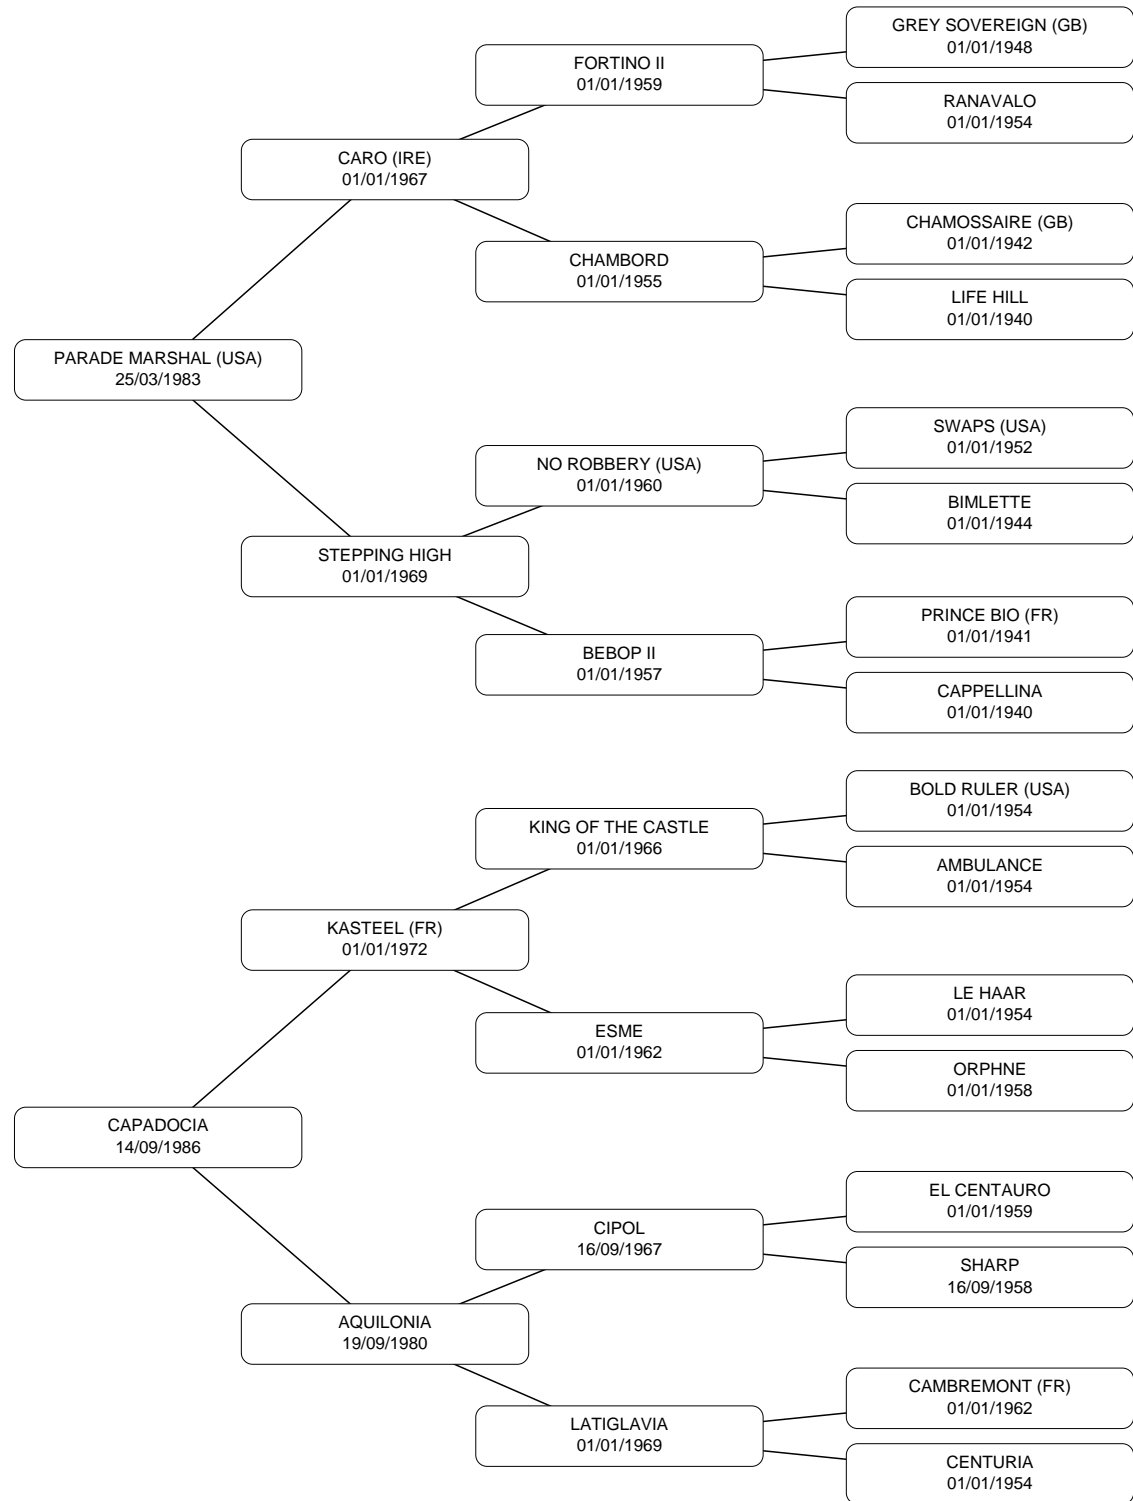 GREY SOVEREIGN (GB)
01/01/1948
FORTINO II
01/01/1959
RANAVALO
01/01/1954
CARO (IRE)
01/01/1967
CHAMOSSAIRE (GB)
01/01/1942
CHAMBORD
01/01/1955
LIFE HILL
01/01/1940
PARADE MARSHAL (USA)
25/03/1983
SWAPS (USA)
01/01/1952
NO ROBBERY (USA)
01/01/1960
BIMLETTE
01/01/1944
STEPPING HIGH
01/01/1969
PRINCE BIO (FR)
01/01/1941
BEBOP II
01/01/1957
CAPPELLINA
01/01/1940
BOLD RULER (USA)
01/01/1954
KING OF THE CASTLE
01/01/1966
AMBULANCE
01/01/1954
KASTEEL (FR)
01/01/1972
LE HAAR
01/01/1954
ESME
01/01/1962
ORPHNE
01/01/1958
CAPADOCIA
14/09/1986
EL CENTAURO
01/01/1959
CIPOL
16/09/1967
SHARP
16/09/1958
AQUILONIA
19/09/1980
CAMBREMONT (FR)
01/01/1962
LATIGLAVIA
01/01/1969
CENTURIA
01/01/1954